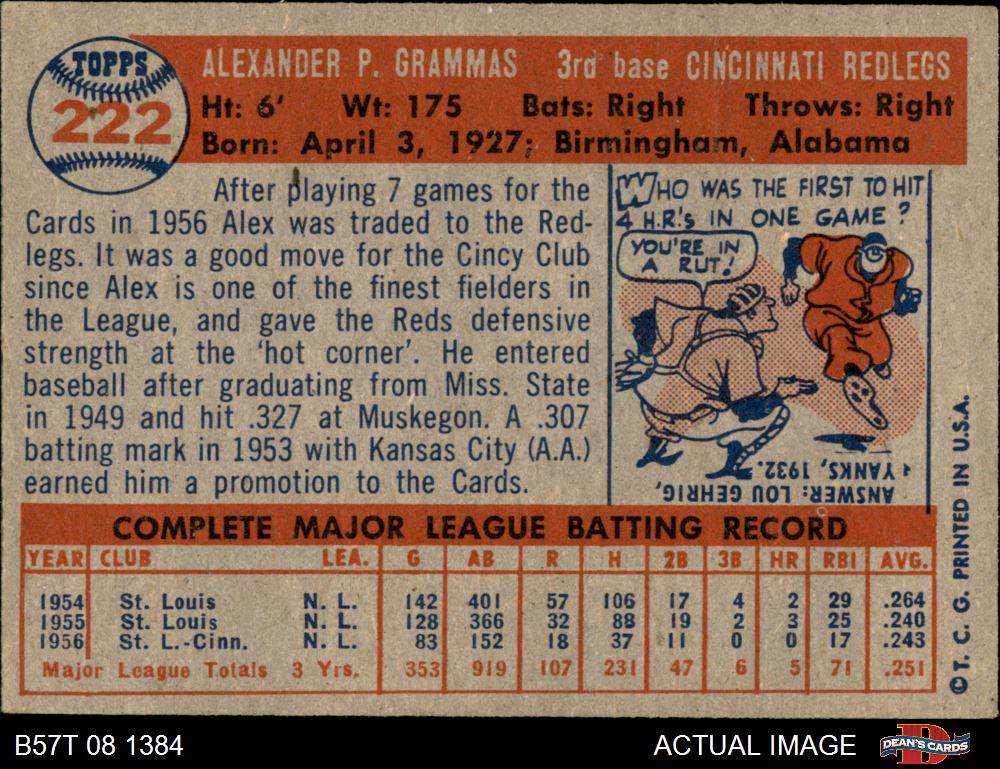 TOPPS
222
ALEXANDER P. GRAMMAS 3rd base CINCINNATI REDLEGS
Ht: 6' Wt: 175 Bats: Right Throws: Right
Born: April 3, 1927; Birmingham, Alabama
After playing 7 games for the
Cards in 1956 Alex was traded to the Red-
legs. It was a good move for the Cincy Club
since Alex is one of the finest fielders in
the League, and gave the Reds defensive
strength at the 'hot corner'. He entered
baseball after graduating from Miss. State
in 1949 and hit .327 at Muskegon. A .307
batting mark in 1953 with Kansas City (A.A.)
earned him a promotion to the Cards.
WHO WAS THE FIRST TO HIT
4 H.R.'s IN ONE GAME?
YOU'RE IN
A RUT!
ANSWER: LOU GEHRIG,
YANKS, 1932.
COMPLETE MAJOR LEAGUE BATTING RECORD
YEAR CLUB LEA. G AB R H 2B 3B HR RBI AVG.
1954 St. Louis N. L. 142 401 57 106 17 4 2 29 .264
1955 St. Louis N. L. 128 366 32 88 19 2 3 25 .240
1956 St. L.-Cinn. N. L. 83 152 18 37 11 0 0 17 .243
Major League Totals 3 Yrs. 353 919 107 231 47 6 5 71 .251
© T. C. G. PRINTED IN U.S.A.
B57T 08 1384
ACTUAL IMAGE
DEAN'S CARDS